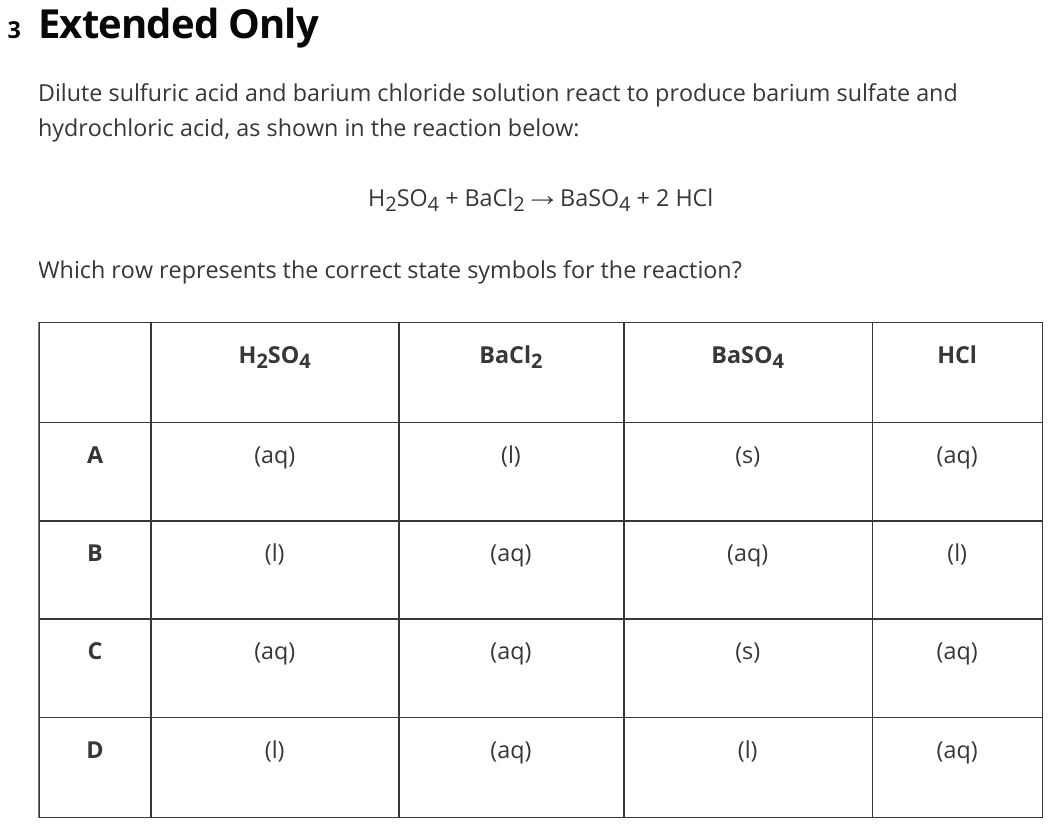 3 Extended Only
Dilute sulfuric acid and barium chloride solution react to produce barium sulfate and
hydrochloric acid, as shown in the reaction below:
H₂SO₄ + BaCl₂ → BaSO₄ + 2 HCl
Which row represents the correct state symbols for the reaction?
H₂SO₄ BaCl₂ BaSO₄ HCl
A (aq) (l) (s) (aq)
B (l) (aq) (aq) (l)
C (aq) (aq) (s) (aq)
D (l) (aq) (l) (aq)